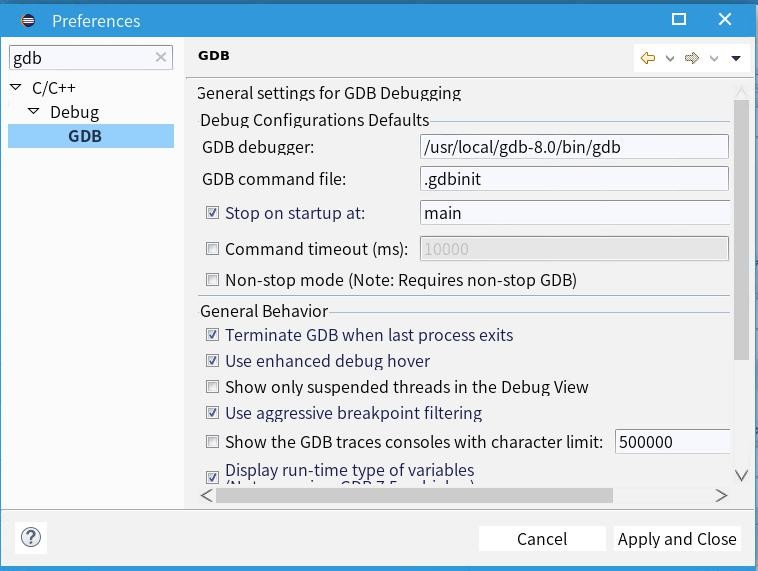 Preferences
gdb
C/C++
Debug
GDB
GDB
General settings for GDB Debugging
Debug Configurations Defaults
GDB debugger: /usr/local/gdb-8.0/bin/gdb
GDB command file: .gdbinit
Stop on startup at: main
Command timeout (ms): 10000
Non-stop mode (Note: Requires non-stop GDB)
General Behavior
Terminate GDB when last process exits
Use enhanced debug hover
Show only suspended threads in the Debug View
Use aggressive breakpoint filtering
Show the GDB traces consoles with character limit: 500000
Display run-time type of variables
Cancel
Apply and Close